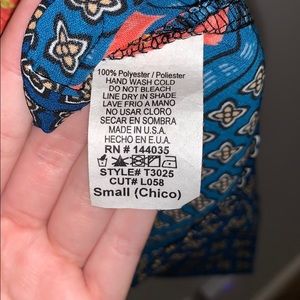 100% Polyester / Poliester
HAND WASH COLD
DO NOT BLEACH
LINE DRY IN SHADE
LAVE FRIO A MANO
NO USAR CLORO
SECAR EN SOMBRA
MADE IN U.S.A.
HECHO EN E.U.A.
RN # 144035
STYLE# T3025
CUT# L058
Small (Chico)